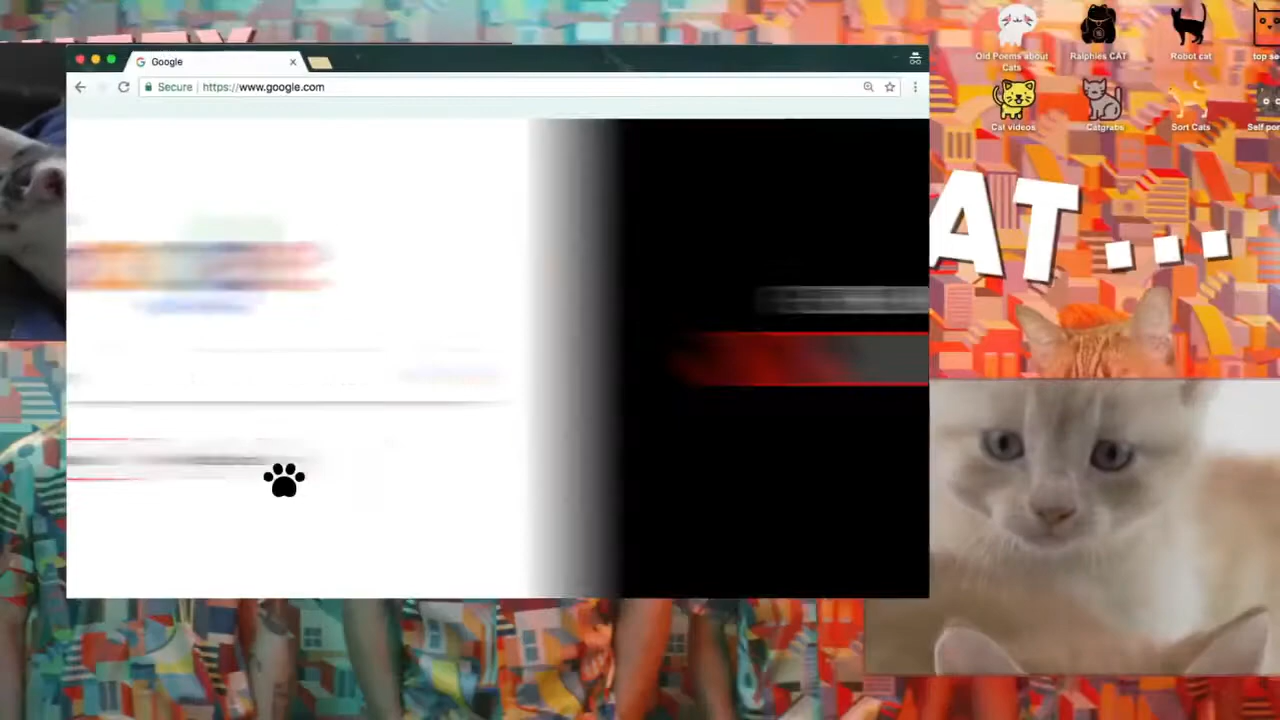 Google
Secure https://www.google.com
Old Poems about
Cats
Ralphies CAT
Robot cat
Cat videos
Catgrabs
Sort Cats
AT...